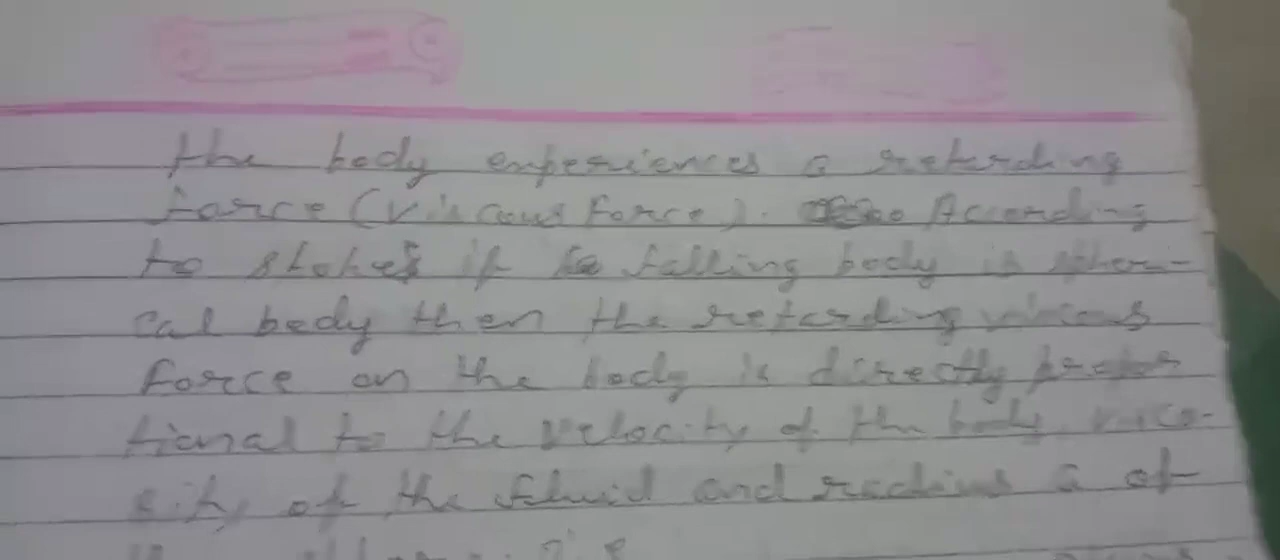 the body experiences a retarding
force (viscous force). According
to stokes if falling body is spheri-
cal body then the retarding viscous
force on the body is directly propor
tional to the velocity of the body, visco-
sity of the fluid and radius a of